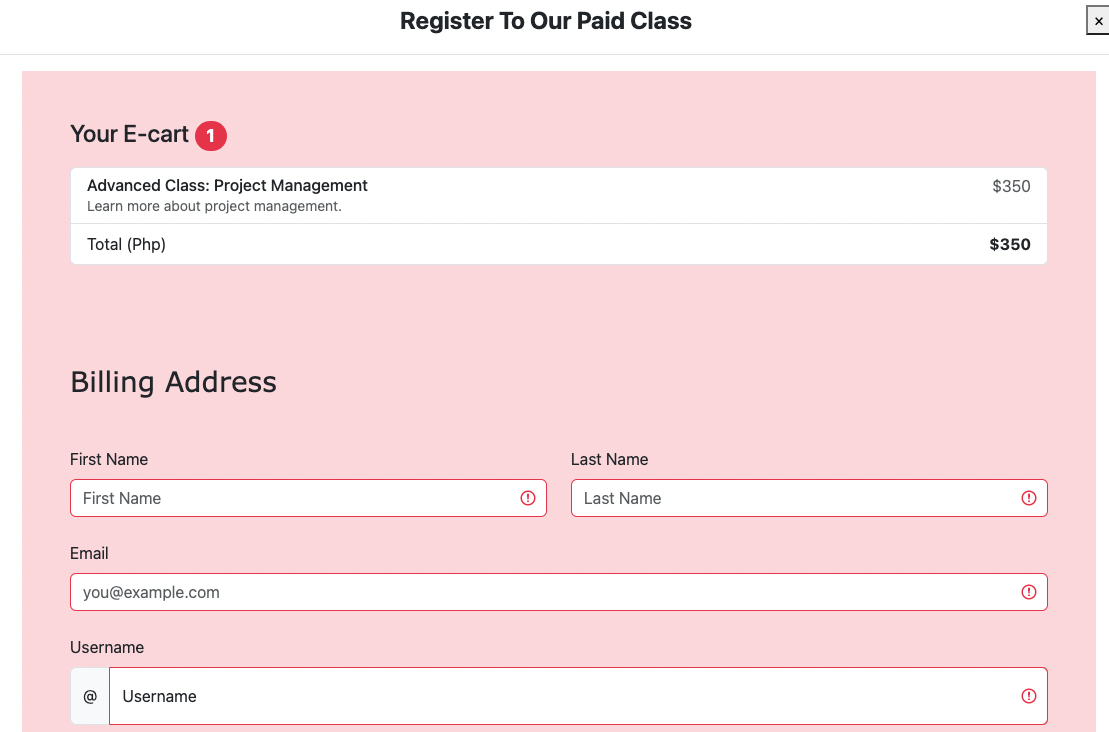 Register To Our Paid Class
×
Your E-cart 1
Advanced Class: Project Management
$350
Learn more about project management.
Total (Php)
$350
Billing Address
First Name
Last Name
First Name
Last Name
Email
you@example.com
Username
@
Username